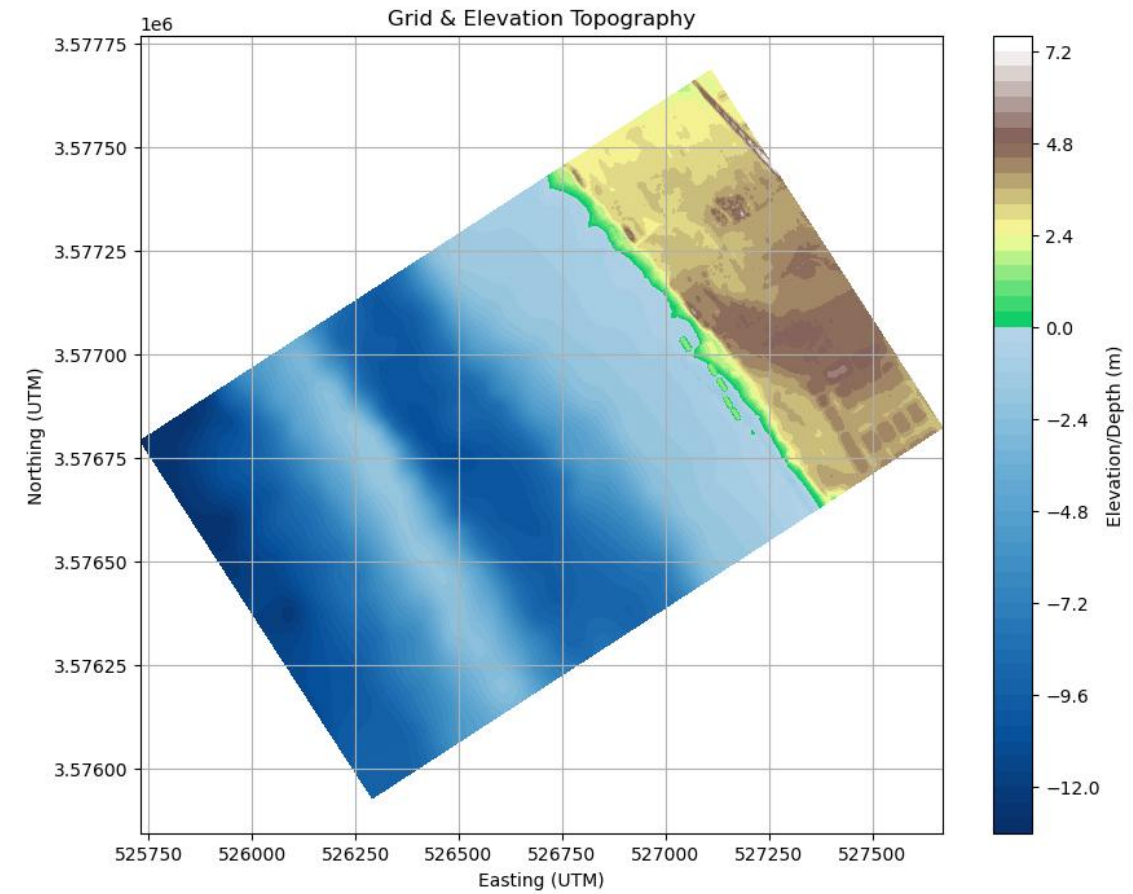 Grid & Elevation Topography
1e6
3.57775
3.57750
3.57725
3.57700
3.57675
3.57650
3.57625
3.57600
Northing (UTM)
525750 526000 526250 526500 526750 527000 527250 527500
Easting (UTM)
7.2
4.8
2.4
0.0
−2.4
−4.8
−7.2
−9.6
−12.0
Elevation/Depth (m)